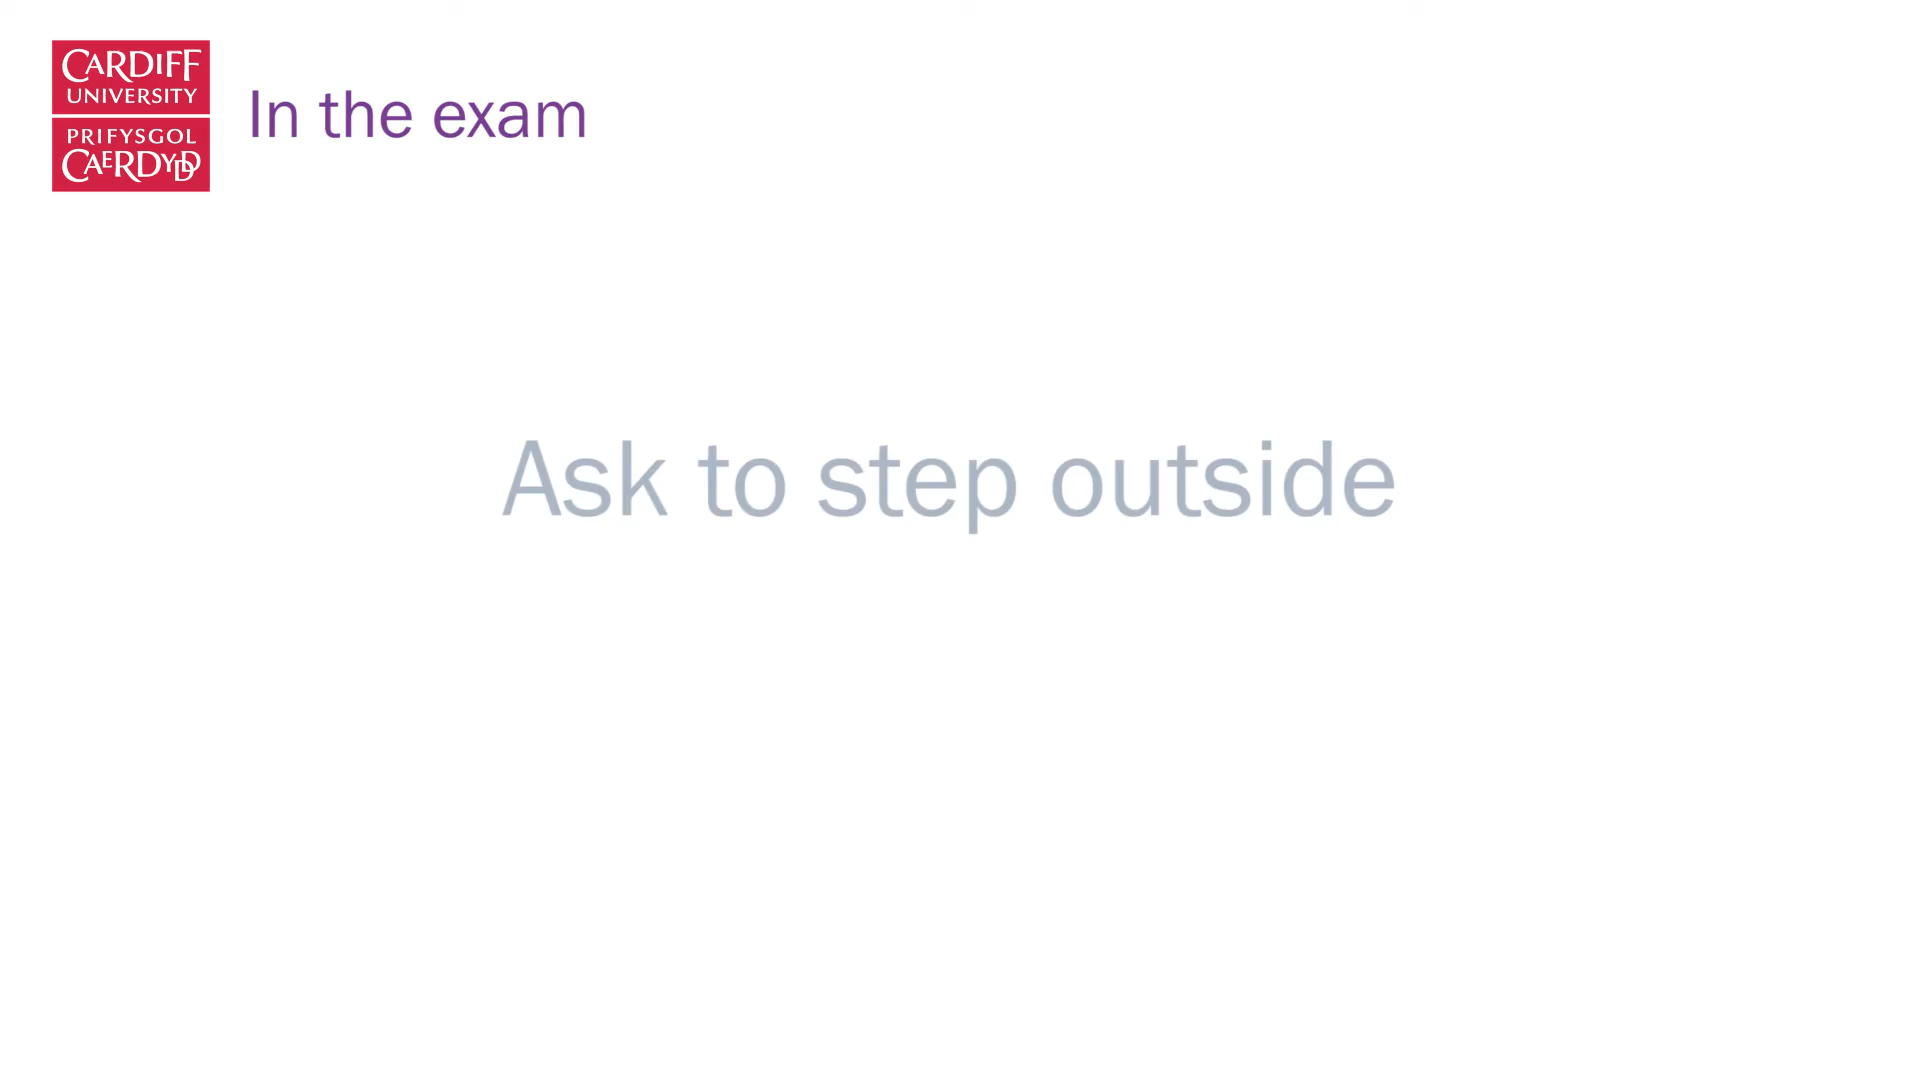 CARDIFF
UNIVERSITY
PRIFYSGOL
CAERDYDD
In the exam
Ask to step outside